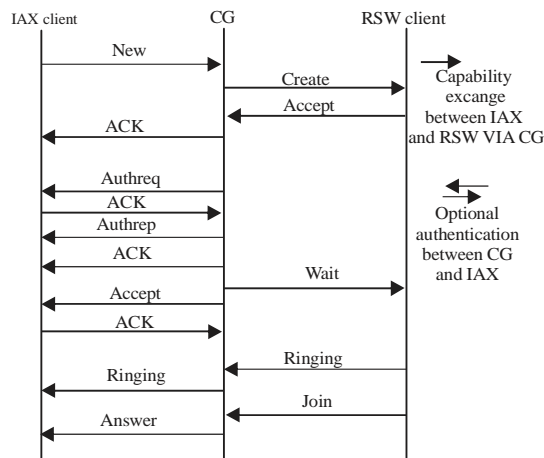 IAX client CG RSW client
New
Create
Accept
ACK
Capability
excange
between IAX
and RSW VIA CG
Authreq
ACK
Authrep
ACK
Optional
authentication
between CG
and IAX
Wait
Accept
ACK
Ringing
Ringing
Join
Answer